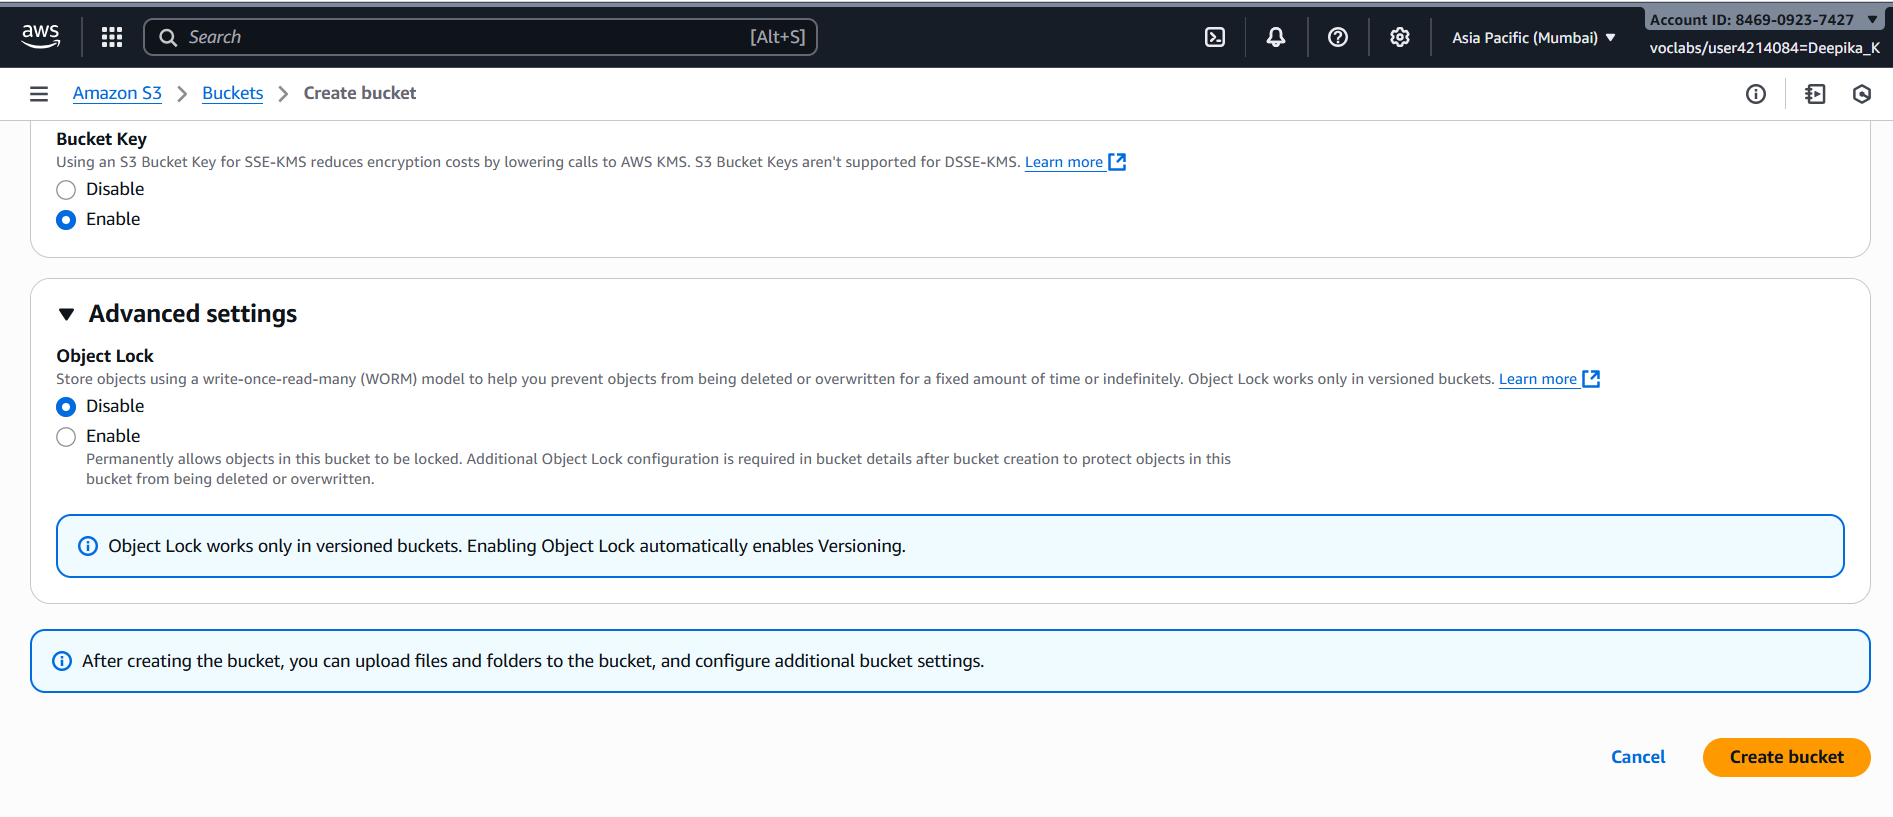 aws
Search
[Alt+S]
Asia Pacific (Mumbai)
Account ID: 8469-0923-7427
voclabs/user4214084=Deepika_K
Amazon S3
Buckets
Create bucket
Bucket Key
Using an S3 Bucket Key for SSE-KMS reduces encryption costs by lowering calls to AWS KMS. S3 Bucket Keys aren't supported for DSSE-KMS. Learn more
Disable
Enable
Advanced settings
Object Lock
Store objects using a write-once-read-many (WORM) model to help you prevent objects from being deleted or overwritten for a fixed amount of time or indefinitely. Object Lock works only in versioned buckets. Learn more
Disable
Enable
Permanently allows objects in this bucket to be locked. Additional Object Lock configuration is required in bucket details after bucket creation to protect objects in this
bucket from being deleted or overwritten.
Object Lock works only in versioned buckets. Enabling Object Lock automatically enables Versioning.
After creating the bucket, you can upload files and folders to the bucket, and configure additional bucket settings.
Cancel
Create bucket